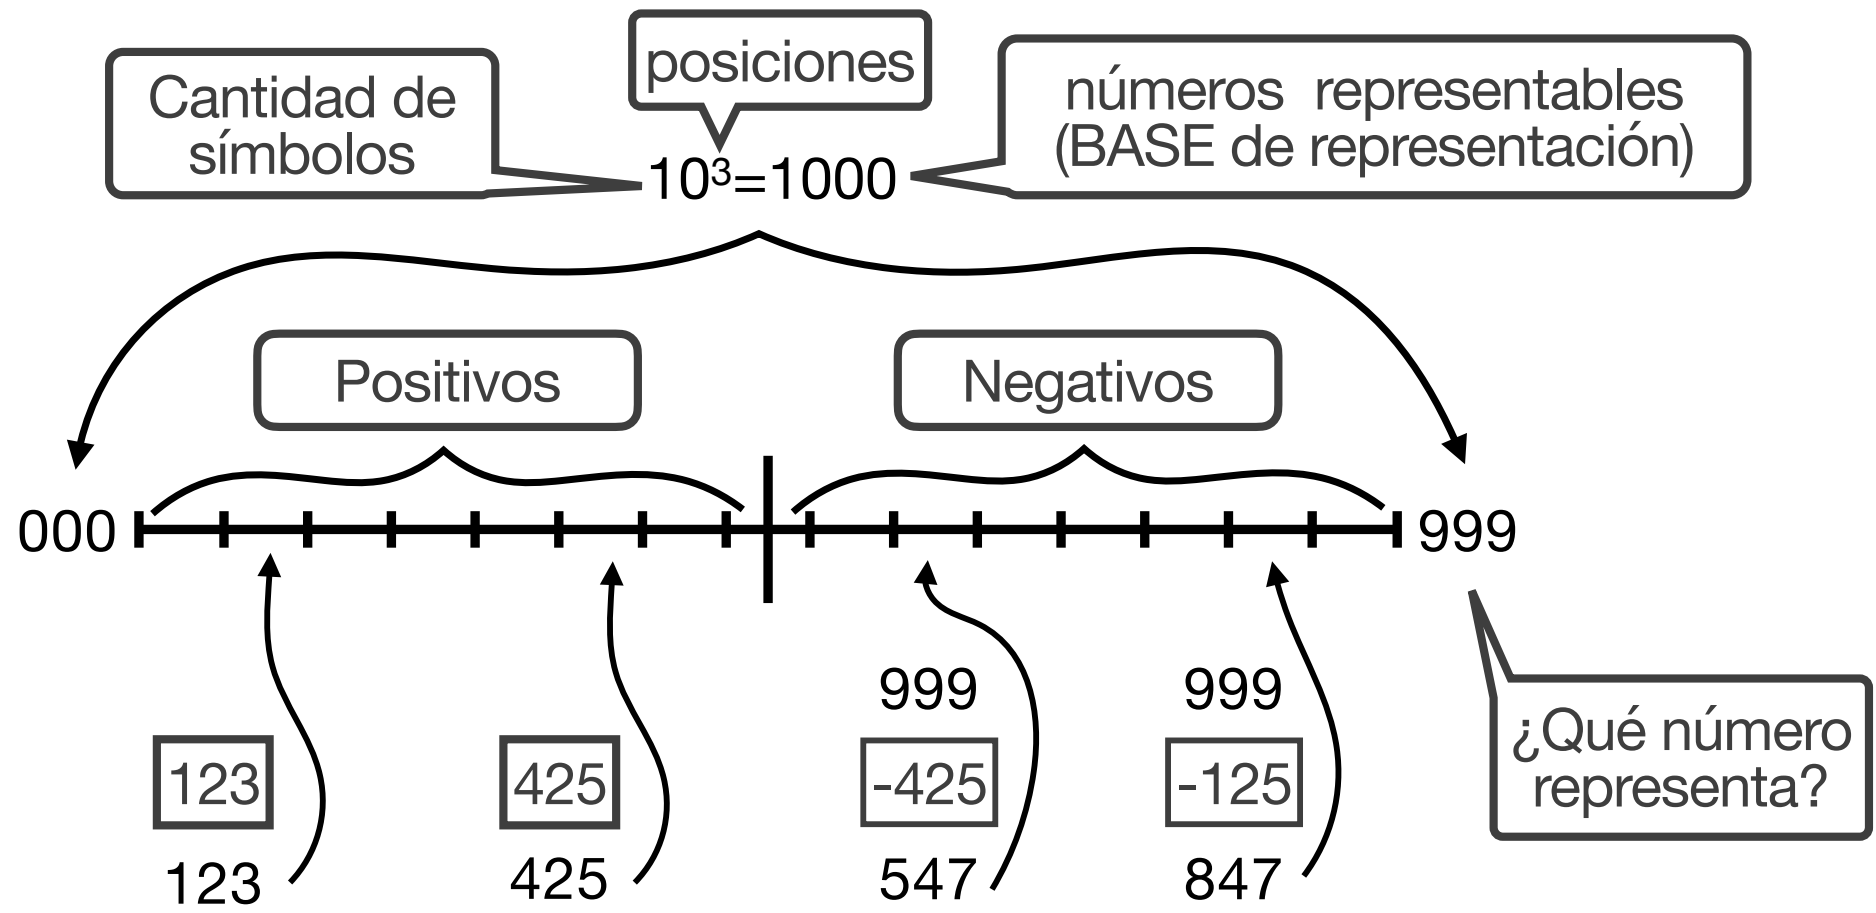 posiciones
Cantidad de
símbolos
números representables
(BASE de representación)
10³=1000
Positivos
Negativos
000
999
999
999
¿Qué número
representa?
123
425
-425
-125
123
425
547
847